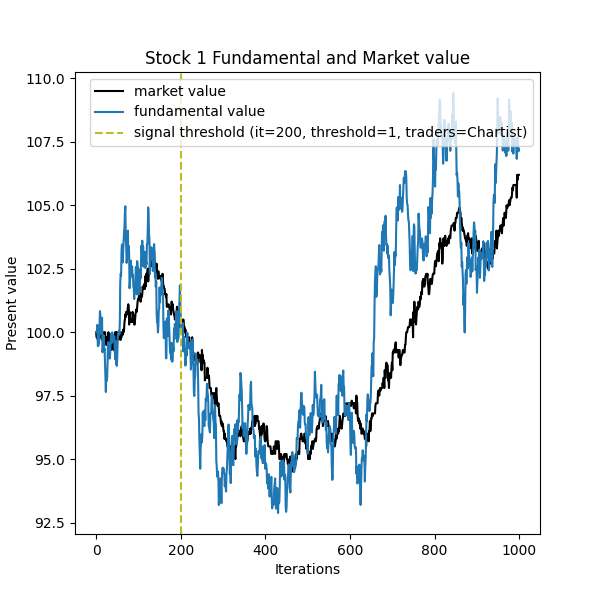 Stock 1 Fundamental and Market value
market value
fundamental value
signal threshold (it=200, threshold=1, traders=Chartist)
Present value
110.0
107.5
105.0
102.5
100.0
97.5
95.0
92.5
0 200 400 600 800 1000
Iterations